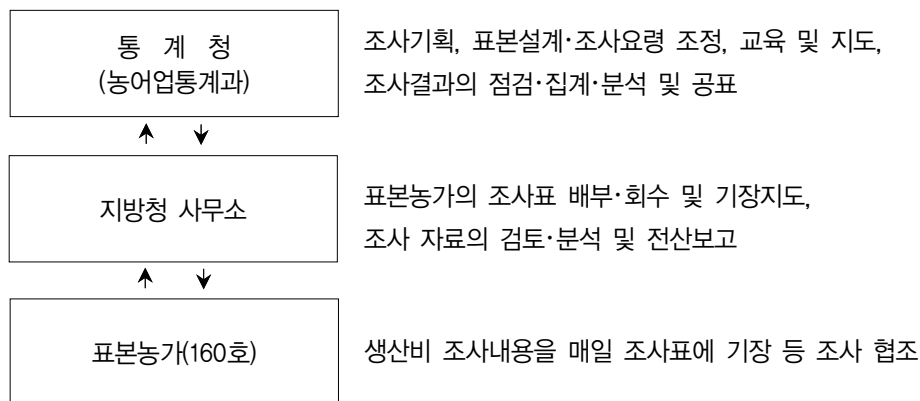 통 계 청
(농어업통계과)
조사기획, 표본설계·조사요령 조정, 교육 및 지도,
조사결과의 점검·집계·분석 및 공표
지방청 사무소
표본농가의 조사표 배부·회수 및 기장지도,
조사 자료의 검토·분석 및 전산보고
표본농가(160호)
생산비 조사내용을 매일 조사표에 기장 등 조사 협조